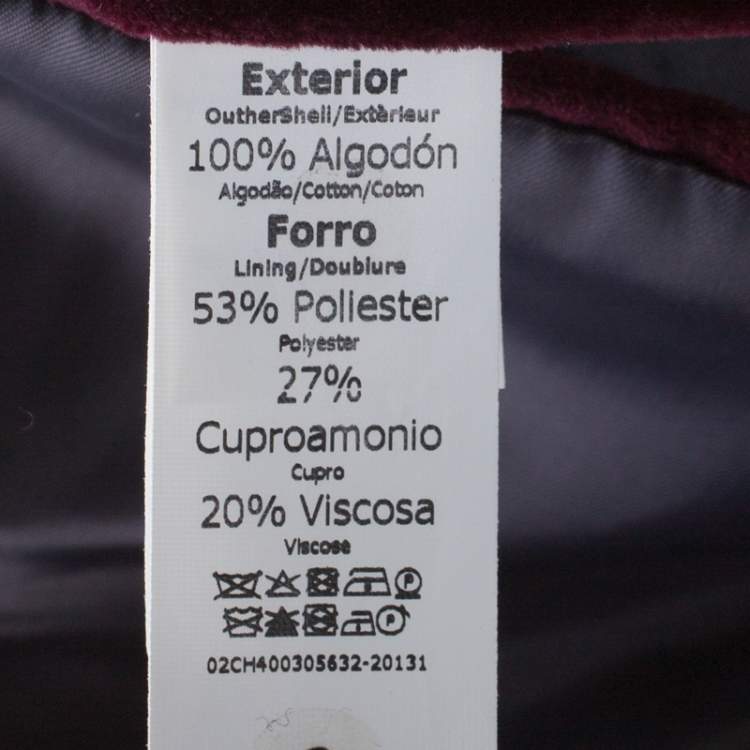 Exterior
OutherShell/Extèrieur
100% Algodón
Algodão/Cotton/Coton
Forro
Lining/Doublure
53% Poliester
Polyester
27%
Cuproamonio
Cupro
20% Viscosa
Viscose
P
P
02CH400305632-20131